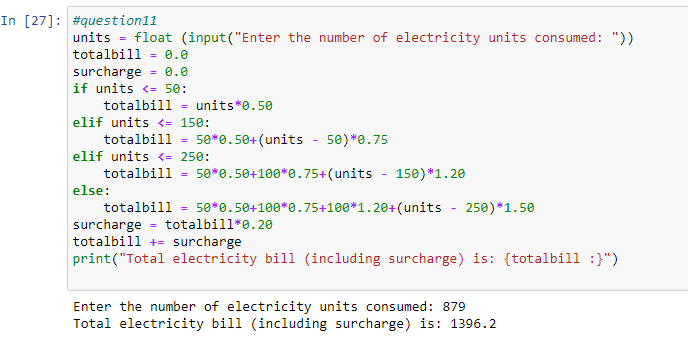 In [27]: #question11
units = float (input("Enter the number of electricity units consumed: "))
totalbill = 0.0
surcharge = 0.0
if units <= 50:
    totalbill = units*0.50
elif units <= 150:
    totalbill = 50*0.50+(units - 50)*0.75
elif units <= 250:
    totalbill = 50*0.50+100*0.75+(units - 150)*1.20
else:
    totalbill = 50*0.50+100*0.75+100*1.20+(units - 250)*1.50
surcharge = totalbill*0.20
totalbill += surcharge
print("Total electricity bill (including surcharge) is: {totalbill :}")
Enter the number of electricity units consumed: 879
Total electricity bill (including surcharge) is: 1396.2